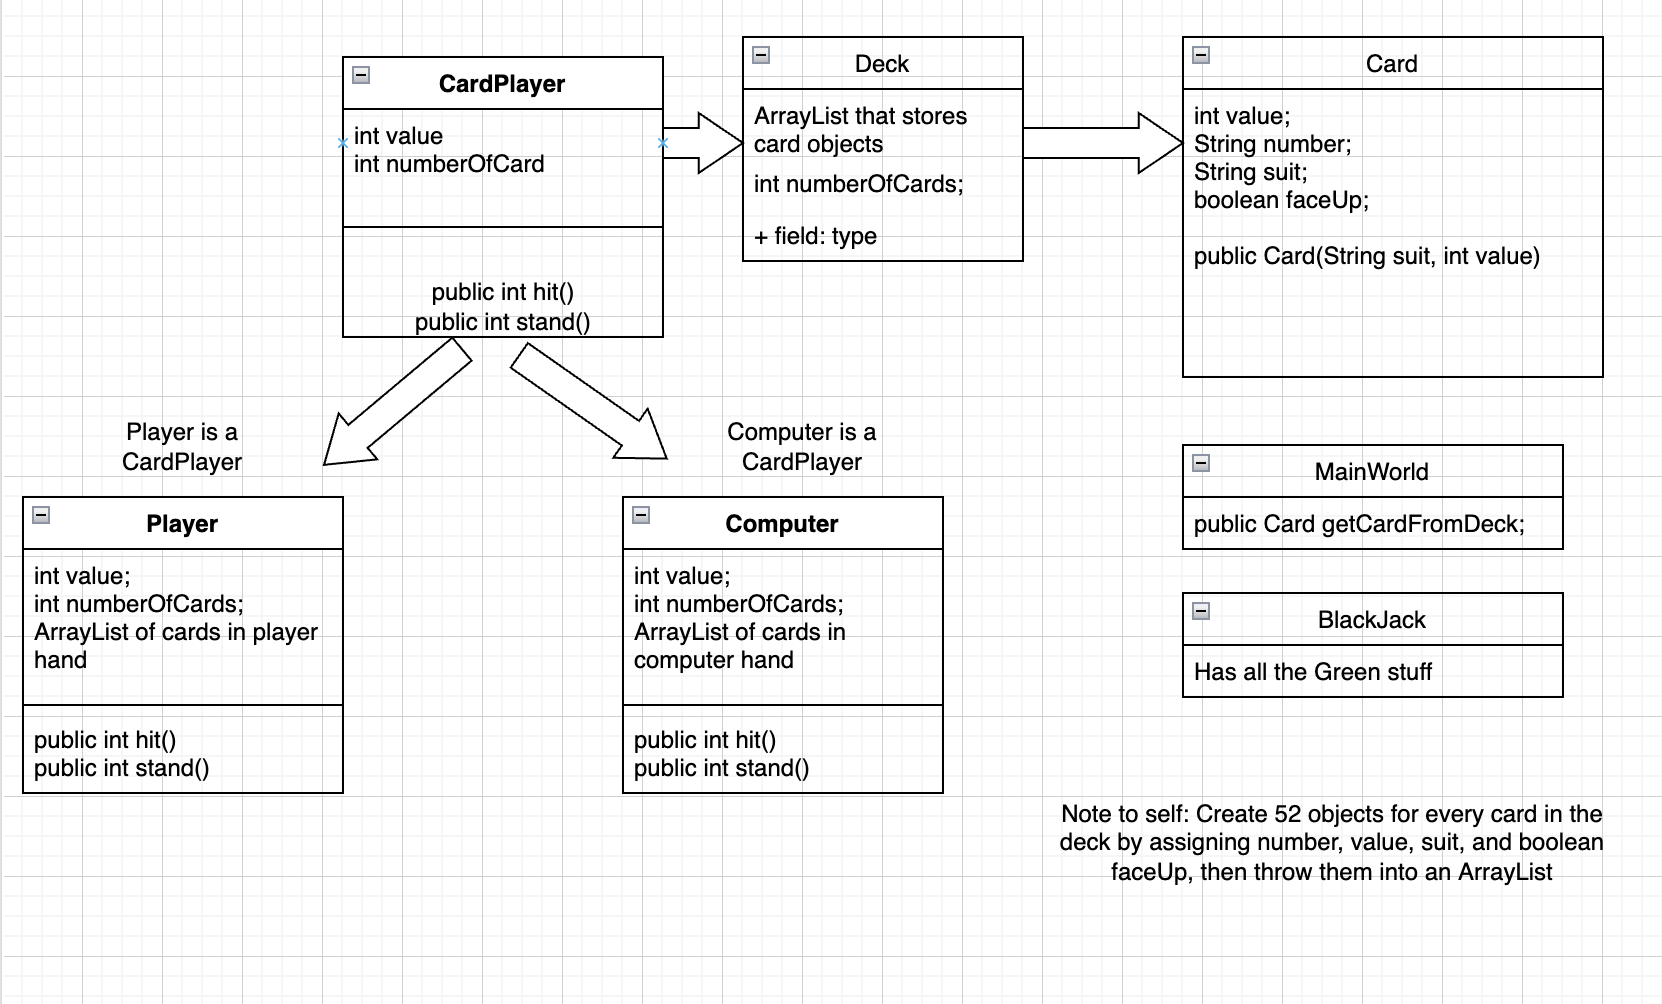 CardPlayer
int value
int numberOfCard
public int hit()
public int stand()
Deck
ArrayList that stores
card objects
int numberOfCards;
+ field: type
Card
int value;
String number;
String suit;
boolean faceUp;
public Card(String suit, int value)
Player is a
CardPlayer
Computer is a
CardPlayer
Player
int value;
int numberOfCards;
ArrayList of cards in player
hand
public int hit()
public int stand()
Computer
int value;
int numberOfCards;
ArrayList of cards in
computer hand
public int hit()
public int stand()
MainWorld
public Card getCardFromDeck;
BlackJack
Has all the Green stuff
Note to self: Create 52 objects for every card in the
deck by assigning number, value, suit, and boolean
faceUp, then throw them into an ArrayList